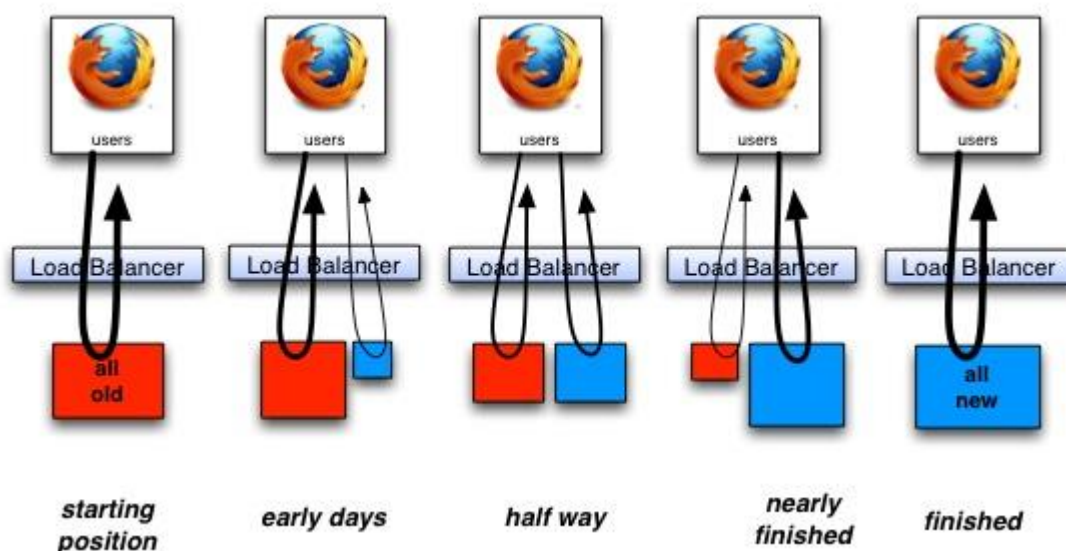 users
users
users
users
users
Load Balancer
Load Balancer
Load Balancer
Load Balancer
Load Balancer
all
old
all
new
starting
position
early days
half way
nearly
finished
finished